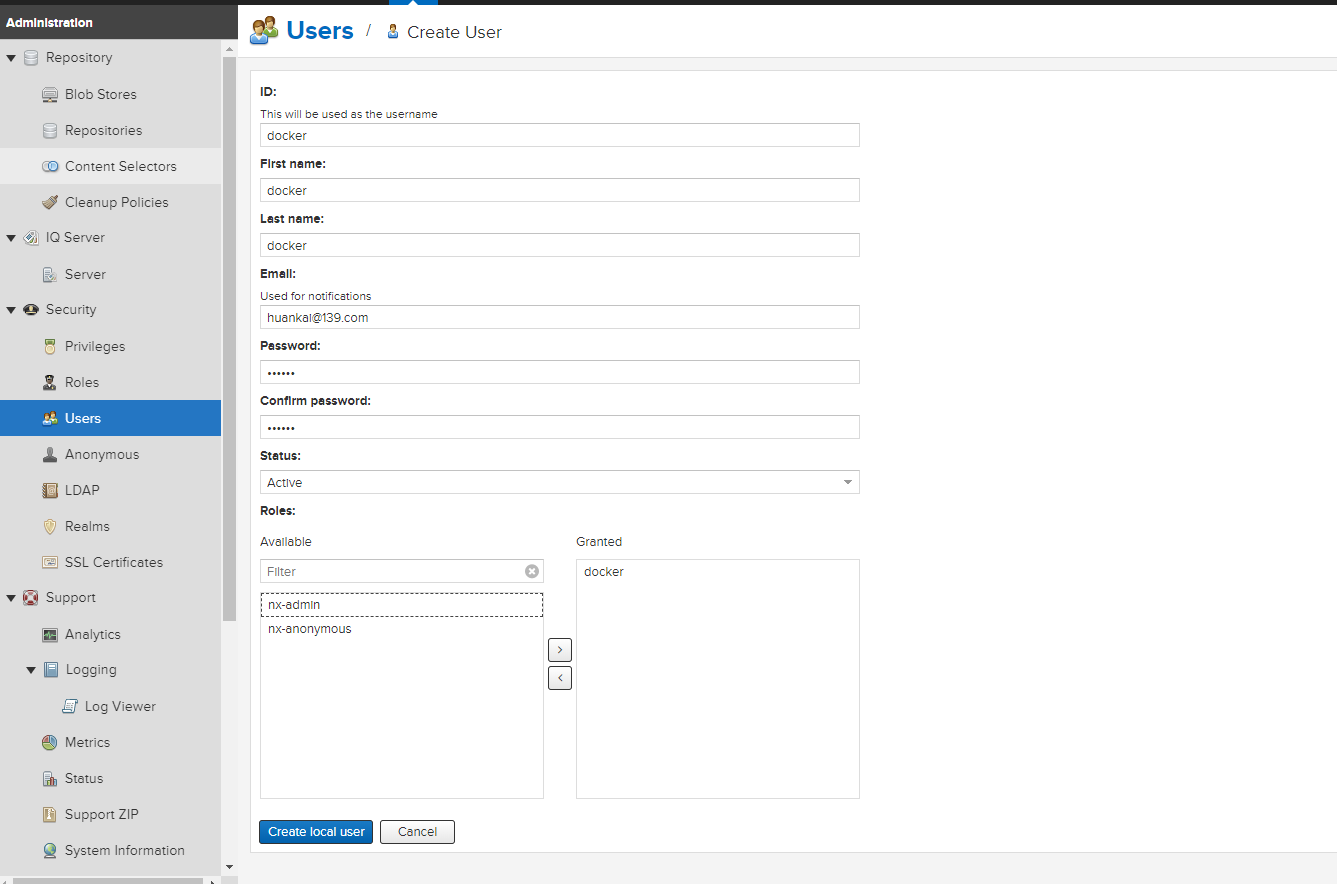 Administration
Users / Create User
Repository
Blob Stores
Repositories
Content Selectors
Cleanup Policies
IQ Server
Server
Security
Privileges
Roles
Users
Anonymous
LDAP
Realms
SSL Certificates
Support
Analytics
Logging
Log Viewer
Metrics
Status
Support ZIP
System Information
ID:
This will be used as the username
docker
First name:
docker
Last name:
docker
Email:
Used for notifications
huankai@139.com
Password:
••••••
Confirm password:
••••••
Status:
Active
Roles:
Available Granted
Filter docker
nx-admin
nx-anonymous
>
<
Create local user Cancel